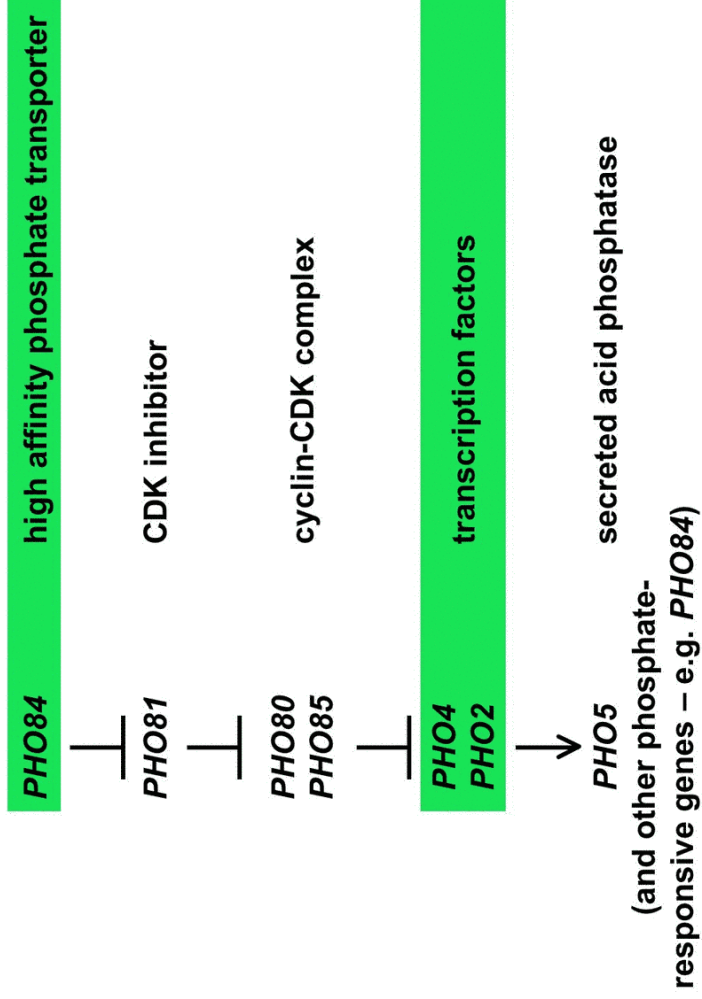 PHO84 high affinity phosphate transporter
PHO81 CDK inhibitor
PHO80
PHO85 cyclin-CDK complex
PHO4
PHO2 transcription factors
PHO5 secreted acid phosphatase
(and other phosphate-
responsive genes – e.g. PHO84)